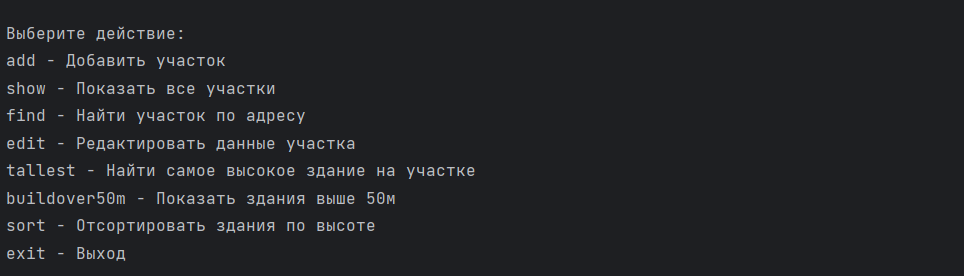 Выберите действие:
add - Добавить участок
show - Показать все участки
find - Найти участок по адресу
edit - Редактировать данные участка
tallest - Найти самое высокое здание на участке
buildover50m - Показать здания выше 50м
sort - Отсортировать здания по высоте
exit - Выход